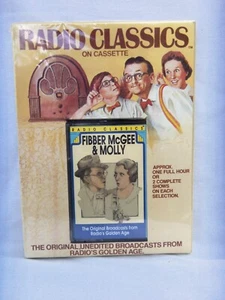 RADIO CLASSICS™
ON CASSETTE
RADIO CLASSICS
FIBBER McGEE
& MOLLY
The Original Broadcasts from
Radio's Golden Age.
APPROX.
ONE FULL HOUR
OR
2 COMPLETE
SHOWS
ON EACH
SELECTION.
THE ORIGINAL, UNEDITED BROADCASTS FROM
RADIO'S GOLDEN AGE.